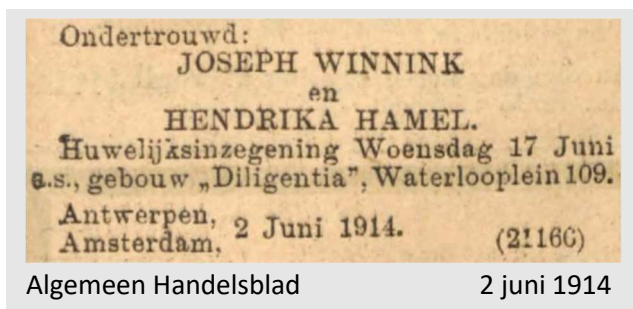 Ondertrouwd:
JOSEPH WINNINK
en
HENDRIKA HAMEL.
Huwelijksinzegening Woensdag 17 Juni
a.s., gebouw „Diligentia”, Waterlooplein 109.
Antwerpen,
Amsterdam,
2 Juni 1914.
(21166)
Algemeen Handelsblad 2 juni 1914